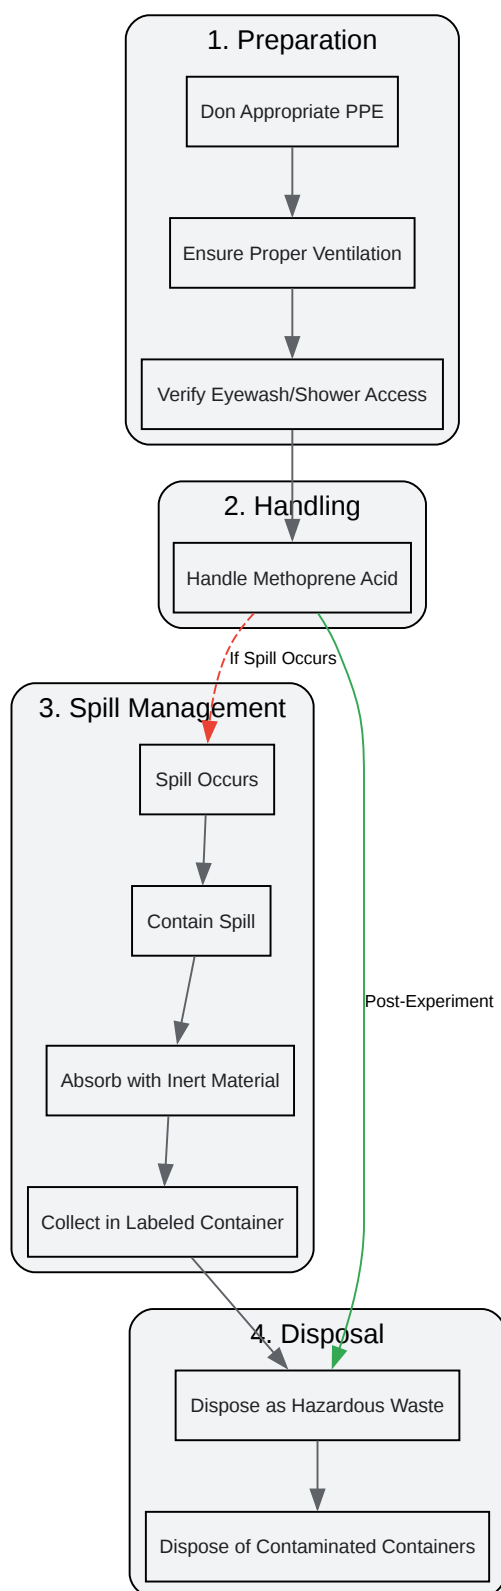 1. Preparation
Don Appropriate PPE
Ensure Proper Ventilation
Verify Eyewash/Shower Access
2. Handling
Handle Methoprene Acid
If Spill Occurs
3. Spill Management
Spill Occurs
Contain Spill
Post-Experiment
Absorb with Inert Material
Collect in Labeled Container
4. Disposal
Dispose as Hazardous Waste
Dispose of Contaminated Containers